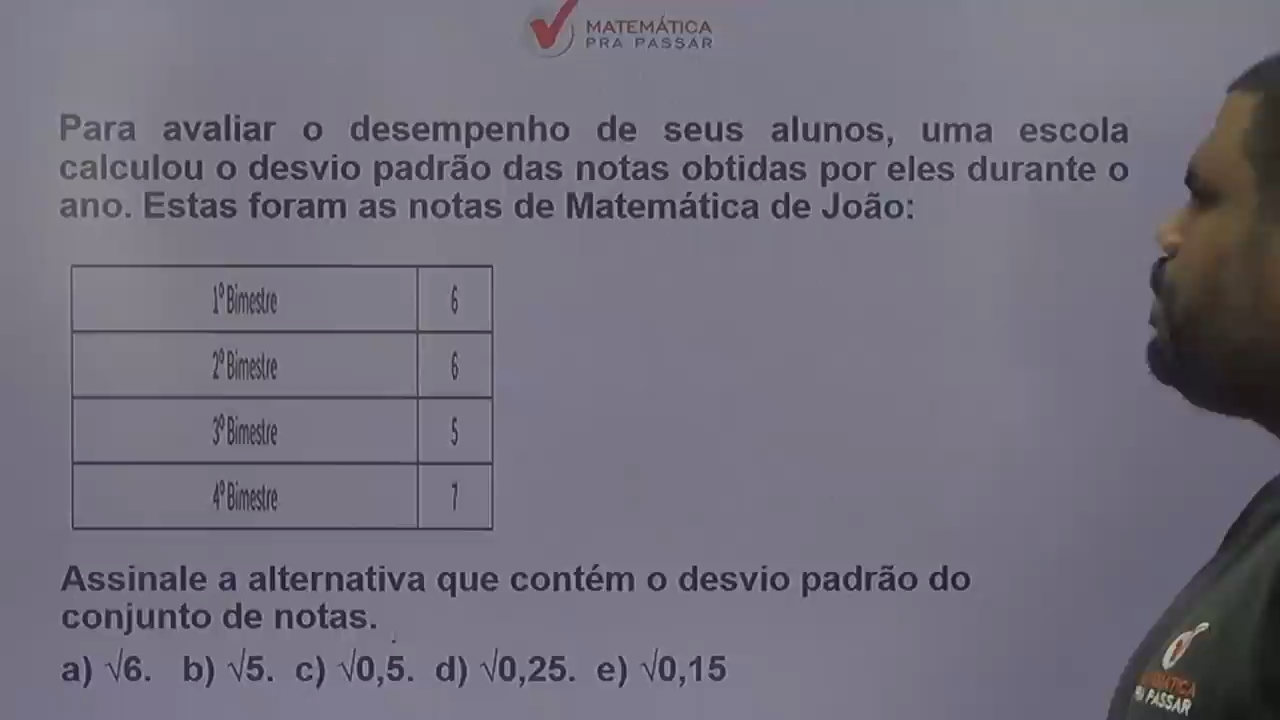 MATEMÁTICA
PRA PASSAR
Para avaliar o desempenho de seus alunos, uma escola
calculou o desvio padrão das notas obtidas por eles durante o
ano. Estas foram as notas de Matemática de João:
1º Bimestre 6
2º Bimestre 6
3º Bimestre 5
4º Bimestre 7
Assinale a alternativa que contém o desvio padrão do
conjunto de notas.
a) √6. b) √5. c) √0,5. d) √0,25. e) √0,15
PASSAR